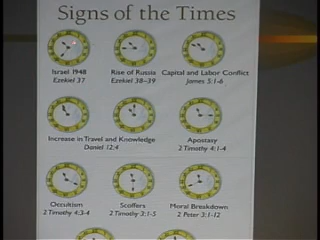 Signs of the Times
Israel 1948
Ezekiel 37
Rise of Russia
Ezekiel 38–39
Capital and Labor Conflict
James 5:1-6
Increase in Travel and Knowledge
Daniel 12:4
Apostasy
2 Timothy 4:1-4
Occultism
2 Timothy 4:3-4
Scoffers
2 Timothy 3:1-5
Moral Breakdown
2 Peter 3:1-12